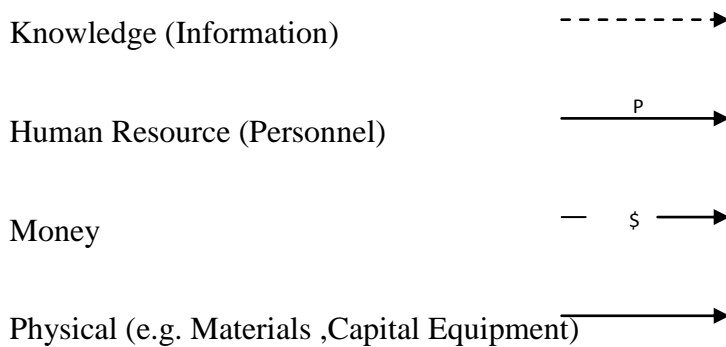 Knowledge (Information)
P
Human Resource (Personnel)
$
Money
Physical (e.g. Materials ,Capital Equipment)